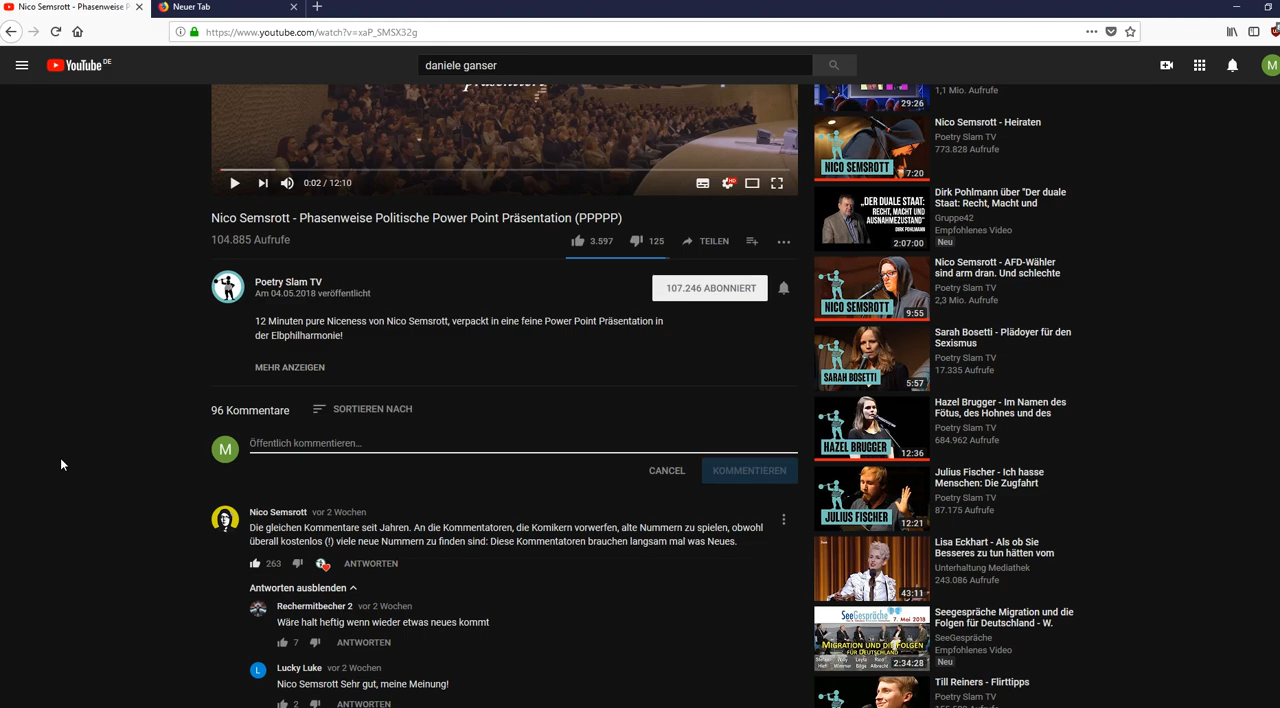 Nico Semsrott - Phasenweise P
Neuer Tab
https://www.youtube.com/watch?v=xaP_SMSX32g
YouTube DE
daniele ganser
M
präsentiert
0:02 / 12:10
HD
Nico Semsrott - Phasenweise Politische Power Point Präsentation (PPPPP)
104.885 Aufrufe
3.597
125
TEILEN
Poetry Slam TV
Am 04.05.2018 veröffentlicht
107.246 ABONNIERT
12 Minuten pure Niceness von Nico Semsrott, verpackt in eine feine Power Point Präsentation in
der Elbphilharmonie!
MEHR ANZEIGEN
96 Kommentare
SORTIEREN NACH
M
Öffentlich kommentieren...
CANCEL
KOMMENTIEREN
Nico Semsrott vor 2 Wochen
Die gleichen Kommentare seit Jahren. An die Kommentatoren, die Komikern vorwerfen, alte Nummern zu spielen, obwohl
überall kostenlos (!) viele neue Nummern zu finden sind: Diese Kommentatoren brauchen langsam mal was Neues.
263
ANTWORTEN
Antworten ausblenden
Rechermitbecher 2 vor 2 Wochen
Wäre halt heftig wenn wieder etwas neues kommt
7
ANTWORTEN
L
Lucky Luke vor 2 Wochen
Nico Semsrott Sehr gut, meine Meinung!
2
ANTWORTEN
29:26
1,1 Mio. Aufrufe
NICO SEMSROTT
7:20
Nico Semsrott - Heiraten
Poetry Slam TV
773.828 Aufrufe
„DER DUALE STAAT:
RECHT, MACHT UND
AUSNAHMEZUSTAND"
DIRK POHLMANN
2:07:00
Dirk Pohlmann über "Der duale
Staat: Recht, Macht und
Gruppe42
Empfohlenes Video
Neu
NICO SEMSROTT
9:55
Nico Semsrott - AFD-Wähler
sind arm dran. Und schlechte
Poetry Slam TV
2,3 Mio. Aufrufe
SARAH BOSETTI
5:57
Sarah Bosetti - Plädoyer für den
Sexismus
Poetry Slam TV
17.335 Aufrufe
HAZEL BRUGGER
12:36
Hazel Brugger - Im Namen des
Fötus, des Hohnes und des
Poetry Slam TV
684.962 Aufrufe
JULIUS FISCHER
12:21
Julius Fischer - Ich hasse
Menschen: Die Zugfahrt
Poetry Slam TV
87.175 Aufrufe
43:11
Lisa Eckhart - Als ob Sie
Besseres zu tun hätten vom
Unterhaltung Mediathek
243.086 Aufrufe
SeeGespräche
7. Mai 2018
MIGRATION UND DIE FOLGEN
FÜR DEUTSCHLAND
2:34:28
Seegespräche Migration und die
Folgen für Deutschland - W.
SeeGespräche
Empfohlenes Video
Neu
Till Reiners - Flirttipps
Poetry Slam TV